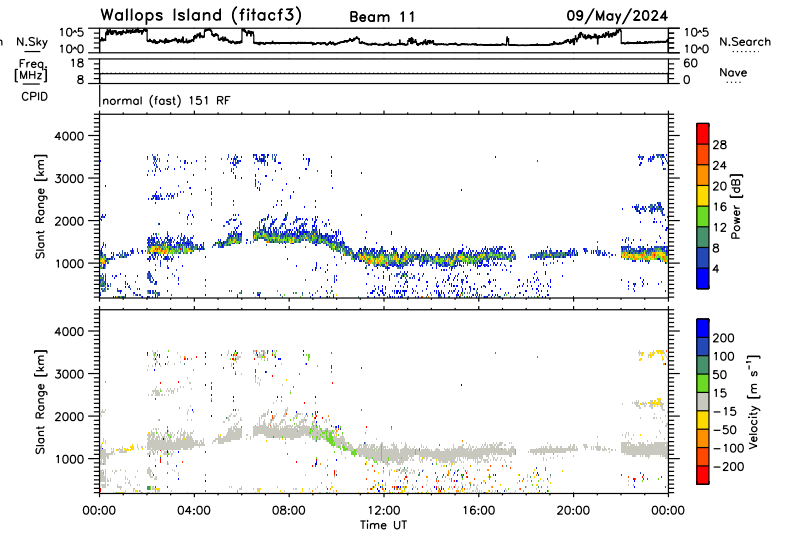 Wallops Island (fitacf3) Beam 11 09/May/2024
n N.Sky 10^5 10^0 10^5 10^0 N.Search
Freq. [MHz] 18 8 60 0 Nave
CPID normal (fast) 151 RF
Slant Range [km]
4000
3000
2000
1000
28
24
20
16
12
8
4
Power [dB]
Slant Range [km]
4000
3000
2000
1000
200
100
50
15
-15
-50
-100
-200
Velocity [m s⁻¹]
00:00 04:00 08:00 12:00 16:00 20:00 00:00
Time UT